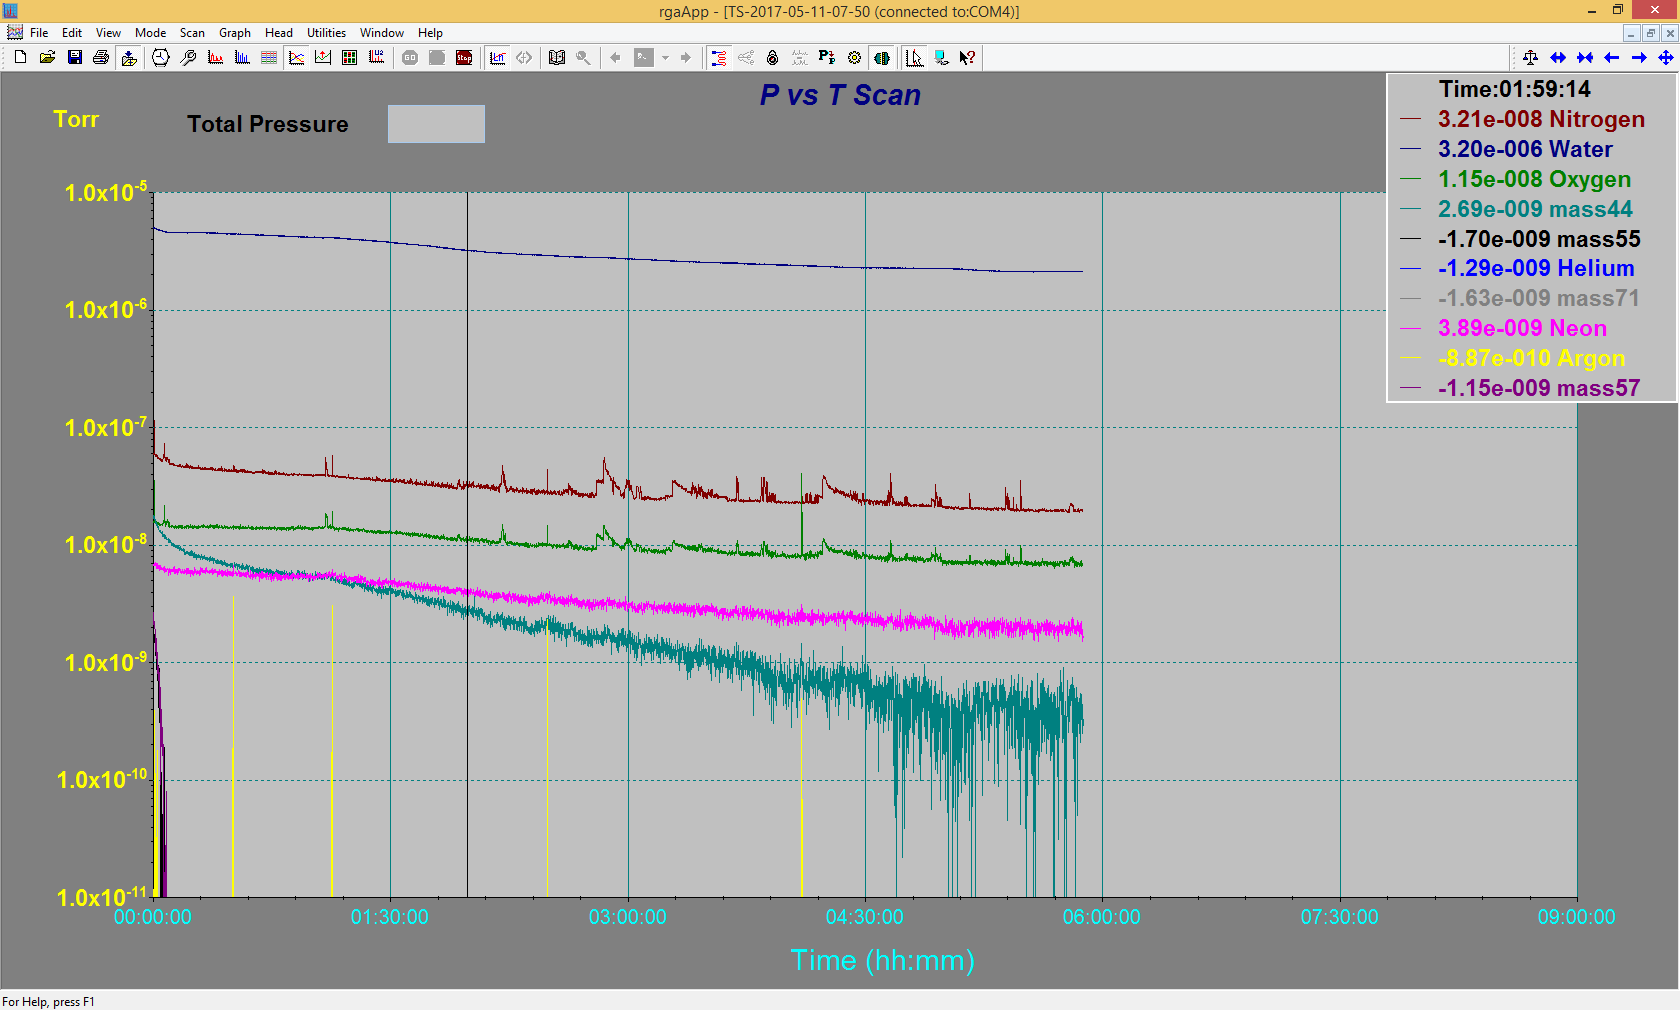 rgaApp - [TS-2017-05-11-07-50 (connected to:COM4)]
File Edit View Mode Scan Graph Head Utilities Window Help
GO Stop
P vs T Scan
Torr
Total Pressure
Time:01:59:14
3.21e-008 Nitrogen
3.20e-006 Water
1.15e-008 Oxygen
2.69e-009 mass44
-1.70e-009 mass55
-1.29e-009 Helium
-1.63e-009 mass71
3.89e-009 Neon
-8.87e-010 Argon
-1.15e-009 mass57
1.0x10-5
1.0x10-6
1.0x10-7
1.0x10-8
1.0x10-9
1.0x10-10
1.0x10-11
00:00:00 01:30:00 03:00:00 04:30:00 06:00:00 07:30:00 09:00:00
Time (hh:mm)
For Help, press F1